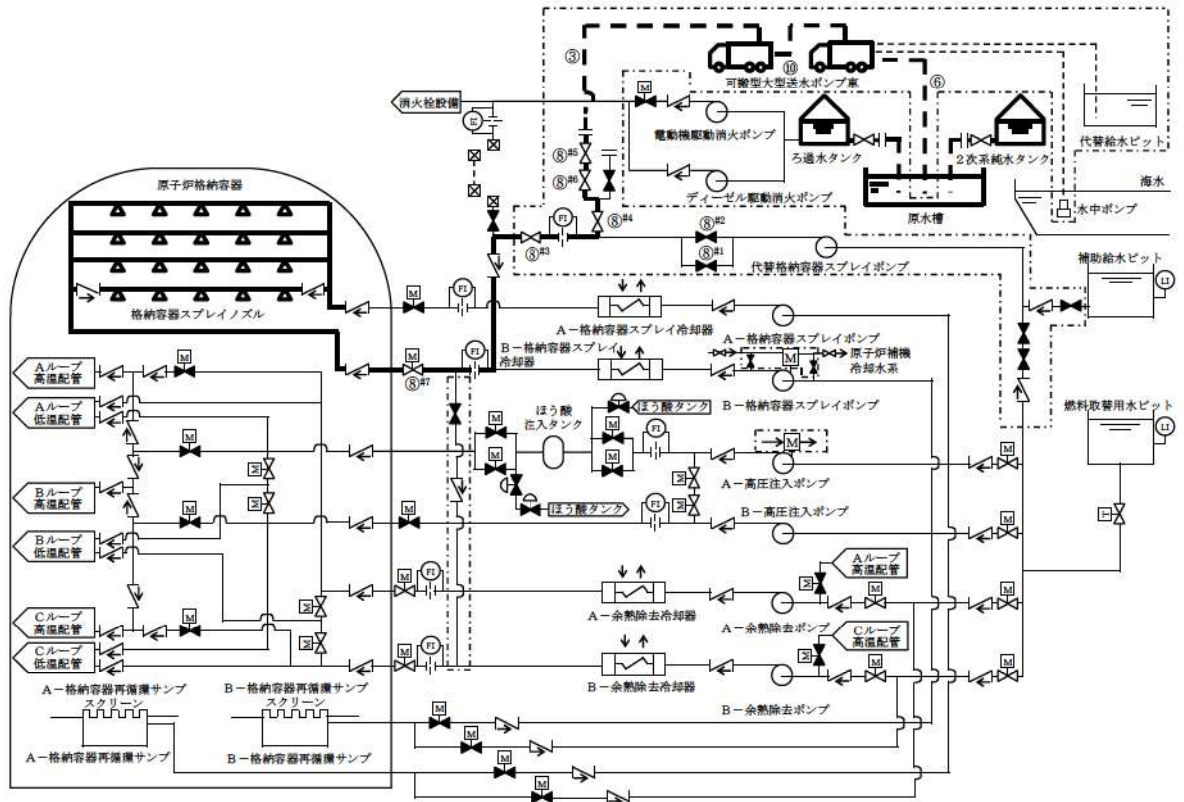 ③
⑩
⑥
可搬型大型送水ポンプ車
消火栓設備
FI
M
電動機駆動消火ポンプ
ろ過水タンク
2次系純水タンク
代替給水ピット
⑧#5
⑧#6
ディーゼル駆動消火ポンプ
原水槽
海水
水中ポンプ
原子炉格納容器
⑧#4
FI
⑧#3
⑧#2
⑧#1
代替格納容器スプレイポンプ
補助給水ピット
LI
格納容器スプレイノズル
M
FI
A-格納容器スプレイ冷却器
A-格納容器スプレイポンプ
B-格納容器スプレイ
冷却器
M
原子炉補機
冷却水系
M
⑧#7
FI
B-格納容器スプレイポンプ
Aループ
高温配管
M
Aループ
低温配管
ほう酸
注入タンク
ほう酸タンク
燃料取替用水ピット
LI
M
M
M
M
M
FI
M
A-高圧注入ポンプ
M
M
M
M
Bループ
高温配管
ほう酸タンク
M
M
FI
B-高圧注入ポンプ
M
T
Bループ
低温配管
Aループ
高温配管
M
FI
M
M
M
A-余熱除去冷却器
A-余熱除去ポンプ
M
Cループ
高温配管
M
M
Cループ
高温配管
M
FI
M
M
M
Cループ
低温配管
B-余熱除去冷却器
B-余熱除去ポンプ
A-格納容器再循環サンプ
スクリーン
B-格納容器再循環サンプ
スクリーン
M
M
A-格納容器再循環サンプ
B-格納容器再循環サンプ
M
M